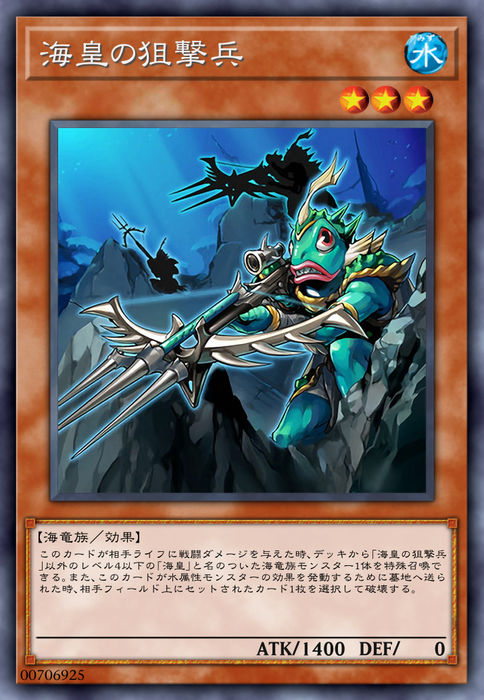 海皇の狙撃兵
みず
水
【海竜族／効果】
このカードが相手ライフに戦闘ダメージを与えた時、デッキから「海皇の狙撃兵
」以外のレベル4以下の「海皇」と名のついた海竜族モンスター1体を特殊召喚で
きる。また、このカードが水属性モンスターの効果を発動するために墓地へ送ら
れた時、相手フィールド上にセットされたカード1枚を選択して破壊する。
ATK/1400 DEF/ 0
00706925